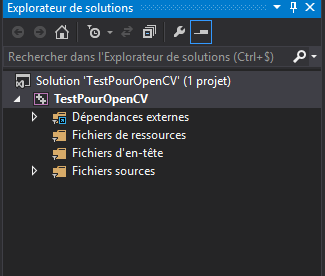 Explorateur de solutions
Rechercher dans l'Explorateur de solutions (Ctrl+$)
Solution 'TestPourOpenCV' (1 projet)
TestPourOpenCV
Dépendances externes
Fichiers de ressources
Fichiers d'en-tête
Fichiers sources